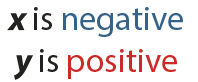 x is negative
y is positive